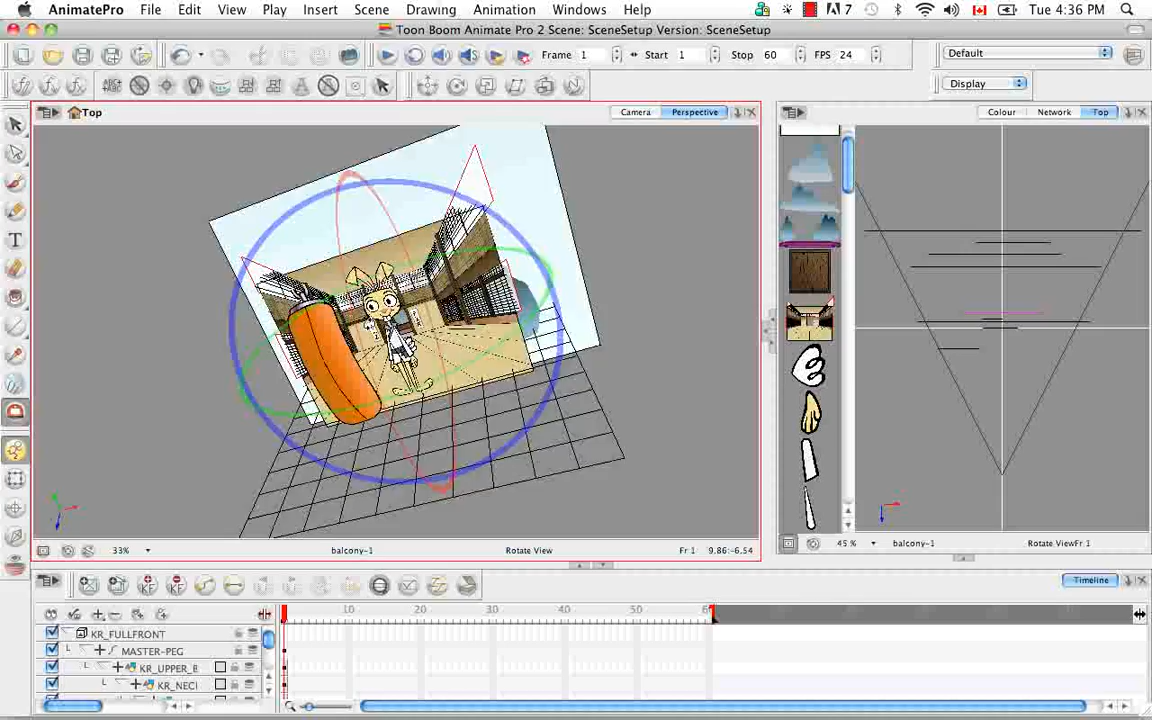 AnimatePro File Edit View Play Insert Scene Drawing Animation Windows Help 7 Tue 4:36 PM
Toon Boom Animate Pro 2 Scene: SceneSetup Version: SceneSetup
Frame 1 Start 1 Stop 60 FPS 24 Default
Display
Top Camera Perspective Colour Network Top
T
33% balcony-1 Rotate View Fr 1 9.86:-6.54 45 % balcony-1 Rotate ViewFr 1
Timeline
10 20 30 40 50
KR_FULLFRONT
MASTER-PEG
KR_UPPER_B